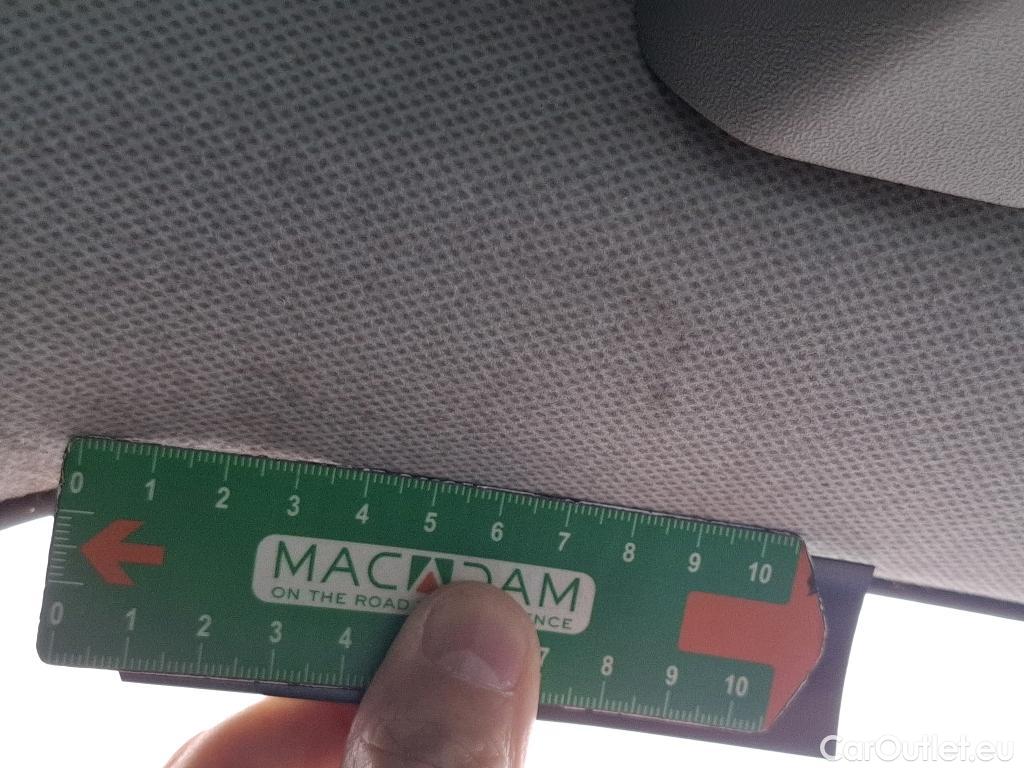 0 1 2 3 4 5 6 7 8 9 10
MACADAM
ON THE ROAD
NCE
0 1 2 3 4 7 8 9 10
CarOutlet.eu